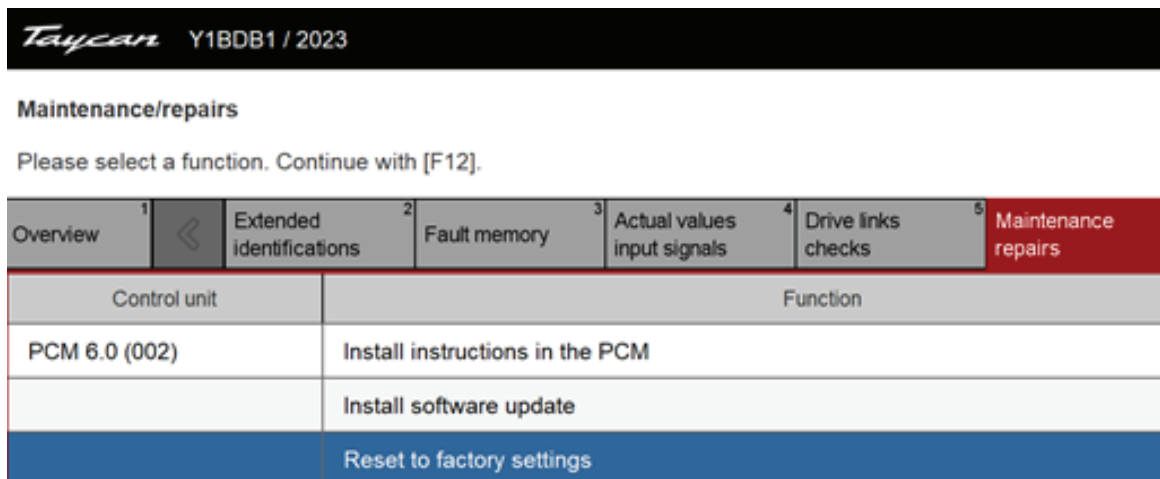 Taycan Y1BDB1 / 2023
Maintenance/repairs
Please select a function. Continue with [F12].
Overview 1
Extended identifications 2
Fault memory 3
Actual values input signals 4
Drive links checks 5
Maintenance repairs
Control unit Function
PCM 6.0 (002) Install instructions in the PCM
Install software update
Reset to factory settings